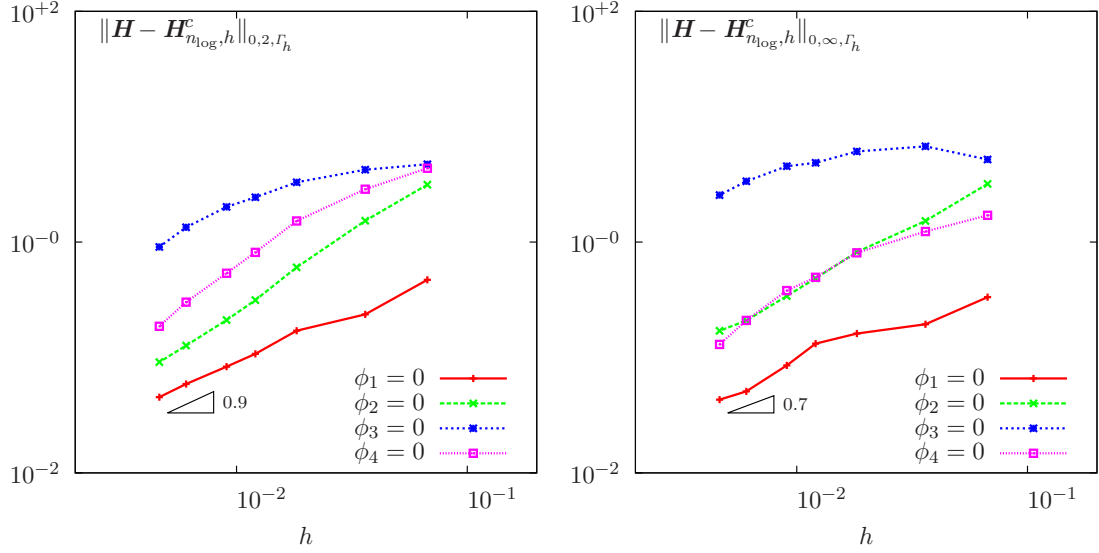 10^{+2}
‖H − H^c_{n_log,h}‖_{0,2,Γ_h}
10^{-0}
10^{-2}
ϕ_1 = 0
ϕ_2 = 0
ϕ_3 = 0
ϕ_4 = 0
0.9
10^{-2}
10^{-1}
h
10^{+2}
‖H − H^c_{n_log,h}‖_{0,∞,Γ_h}
10^{-0}
10^{-2}
ϕ_1 = 0
ϕ_2 = 0
ϕ_3 = 0
ϕ_4 = 0
0.7
10^{-2}
10^{-1}
h